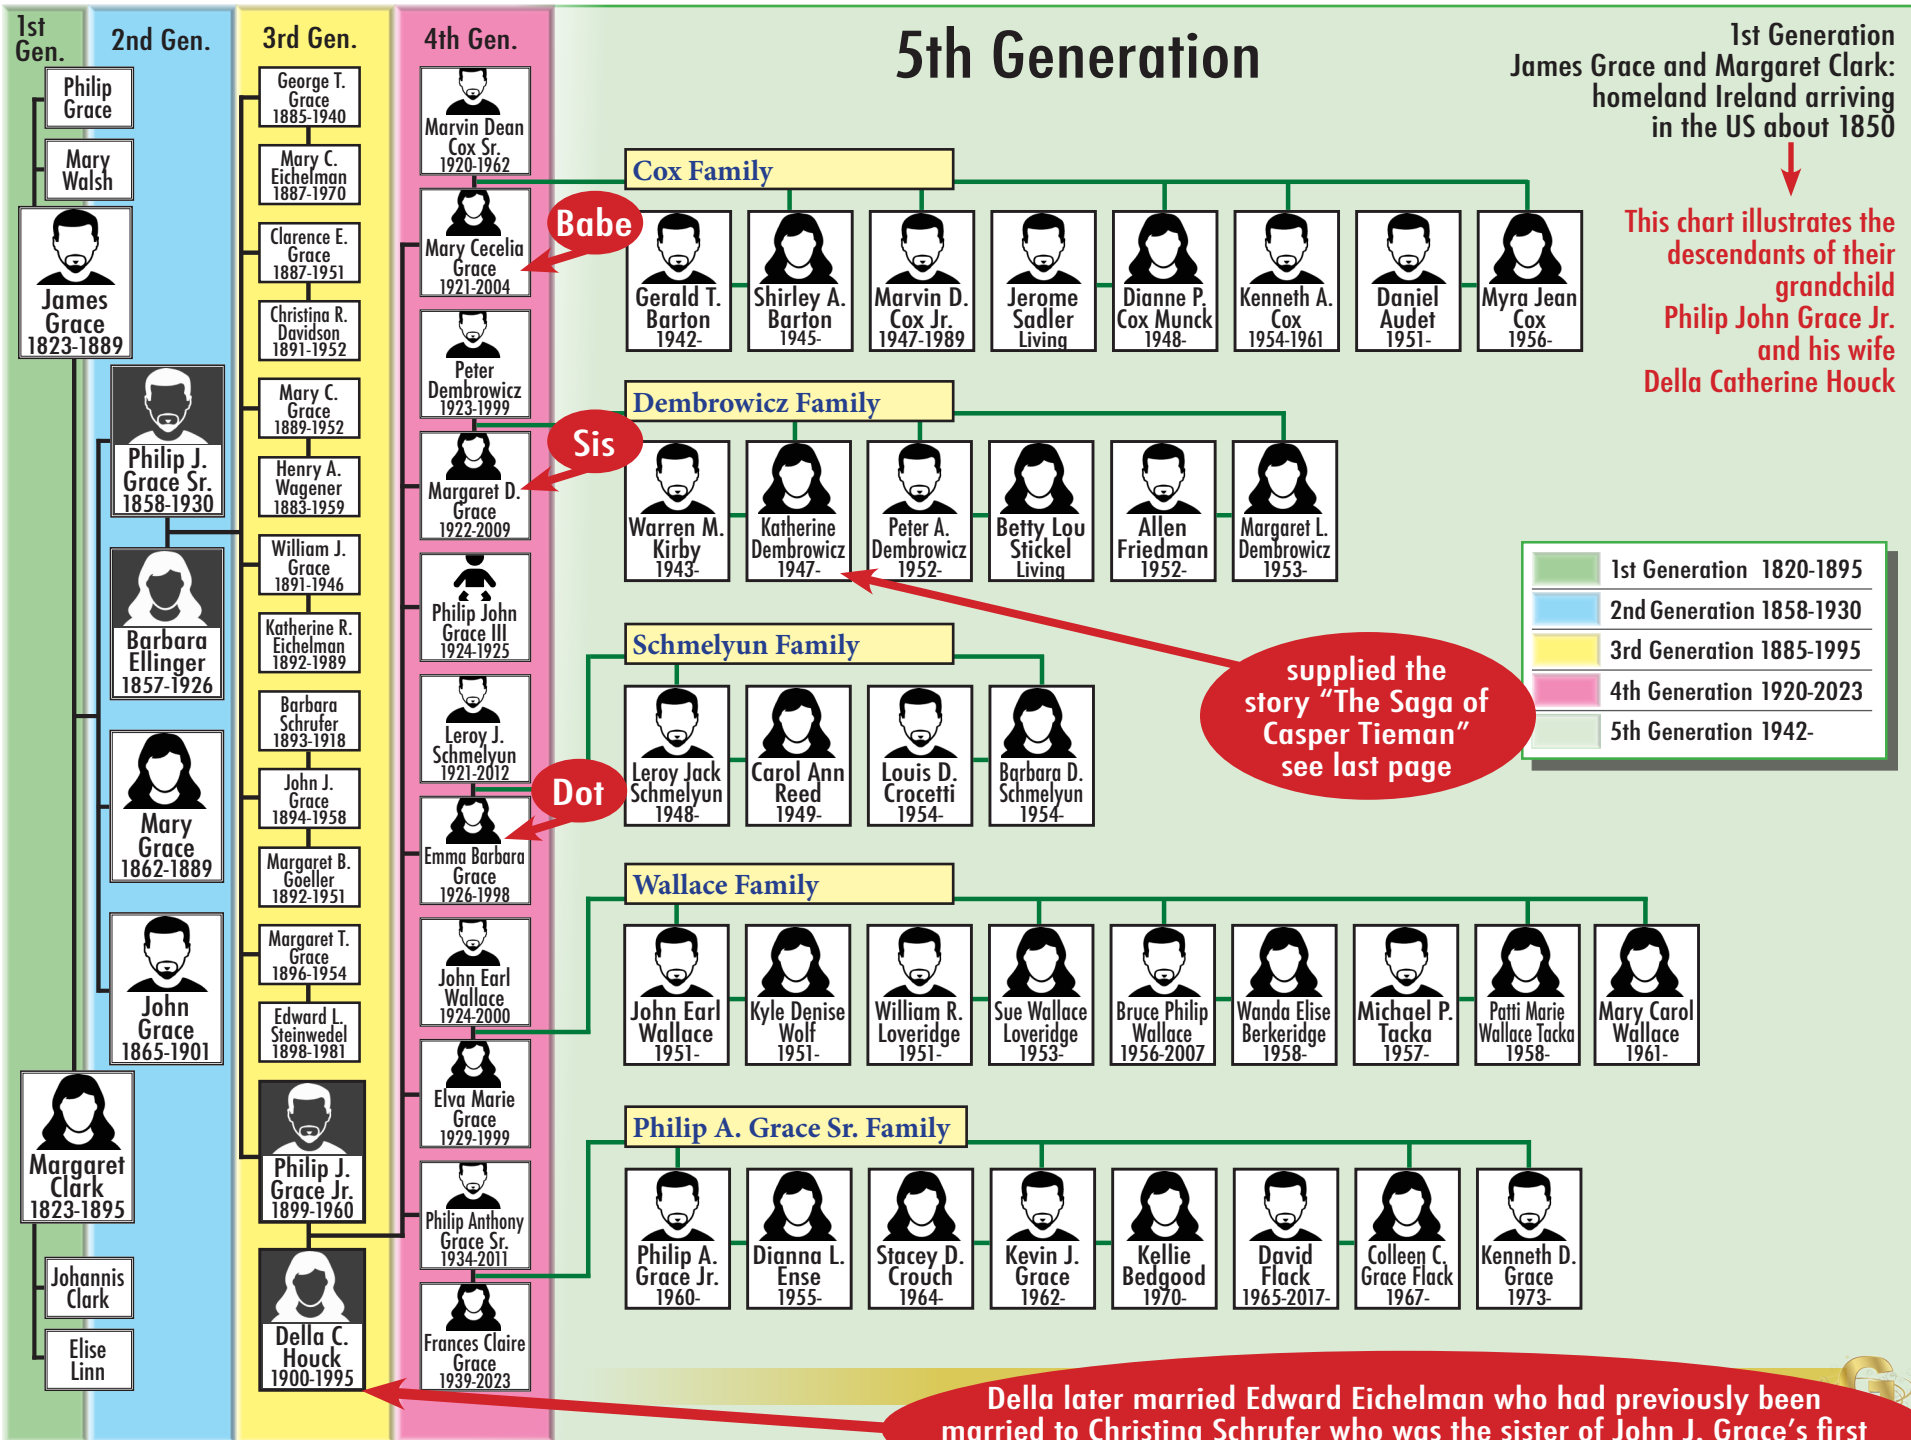 1st
Gen.
2nd Gen.
3rd Gen.
4th Gen.
5th Generation
1st Generation
James Grace and Margaret Clark:
homeland Ireland arriving
in the US about 1850
This chart illustrates the
descendants of their
grandchild
Philip John Grace Jr.
and his wife
Della Catherine Houck
Philip
Grace
Mary
Walsh
James
Grace
1823-1889
Margaret
Clark
1823-1895
Johannis
Clark
Elise
Linn
Philip J.
Grace Sr.
1858-1930
Barbara
Ellinger
1857-1926
Mary
Grace
1862-1889
John
Grace
1865-1901
George T.
Grace
1885-1940
Mary C.
Eichelman
1887-1970
Clarence E.
Grace
1887-1951
Christina R.
Davidson
1891-1952
Mary C.
Grace
1889-1952
Henry A.
Wagener
1883-1959
William J.
Grace
1891-1946
Katherine R.
Eichelman
1892-1989
Barbara
Schrufer
1893-1918
John J.
Grace
1894-1958
Margaret B.
Goeller
1892-1951
Margaret T.
Grace
1896-1954
Edward L.
Steinwedel
1898-1981
Philip J.
Grace Jr.
1899-1960
Della C.
Houck
1900-1995
Marvin Dean
Cox Sr.
1920-1962
Mary Cecelia
Grace
1921-2004
Peter
Dembrowicz
1923-1999
Margaret D.
Grace
1922-2009
Philip John
Grace III
1924-1925
Leroy J.
Schmelyun
1921-2012
Emma Barbara
Grace
1926-1998
John Earl
Wallace
1924-2000
Elva Marie
Grace
1929-1999
Philip Anthony
Grace Sr.
1934-2011
Frances Claire
Grace
1939-2023
Babe
Sis
Dot
Cox Family
Gerald T.
Barton
1942-
Shirley A.
Barton
1945-
Marvin D.
Cox Jr.
1947-1989
Jerome
Sadler
Living
Dianne P.
Cox Munck
1948-
Kenneth A.
Cox
1954-1961
Daniel
Audet
1951-
Myra Jean
Cox
1956-
Dembrowicz Family
Warren M.
Kirby
1943-
Katherine
Dembrowicz
1947-
Peter A.
Dembrowicz
1952-
Betty Lou
Stickel
Living
Allen
Friedman
1952-
Margaret L.
Dembrowicz
1953-
supplied the
story “The Saga of
Casper Tieman”
see last page
1st Generation 1820-1895
2nd Generation 1858-1930
3rd Generation 1885-1995
4th Generation 1920-2023
5th Generation 1942-
Schmelyun Family
Leroy Jack
Schmelyun
1948-
Carol Ann
Reed
1949-
Louis D.
Crocetti
1954-
Barbara D.
Schmelyun
1954-
Wallace Family
John Earl
Wallace
1951-
Kyle Denise
Wolf
1951-
William R.
Loveridge
1951-
Sue Wallace
Loveridge
1953-
Bruce Philip
Wallace
1956-2007
Wanda Elise
Berkeridge
1958-
Michael P.
Tacka
1957-
Patti Marie
Wallace Tacka
1958-
Mary Carol
Wallace
1961-
Philip A. Grace Sr. Family
Philip A.
Grace Jr.
1960-
Dianna L.
Ense
1955-
Stacey D.
Crouch
1964-
Kevin J.
Grace
1962-
Kellie
Bedgood
1970-
David
Flack
1965-2017-
Colleen C.
Grace Flack
1967-
Kenneth D.
Grace
1973-
G
Della later married Edward Eichelman who had previously been
married to Christina Schrufer who was the sister of John J. Grace’s first